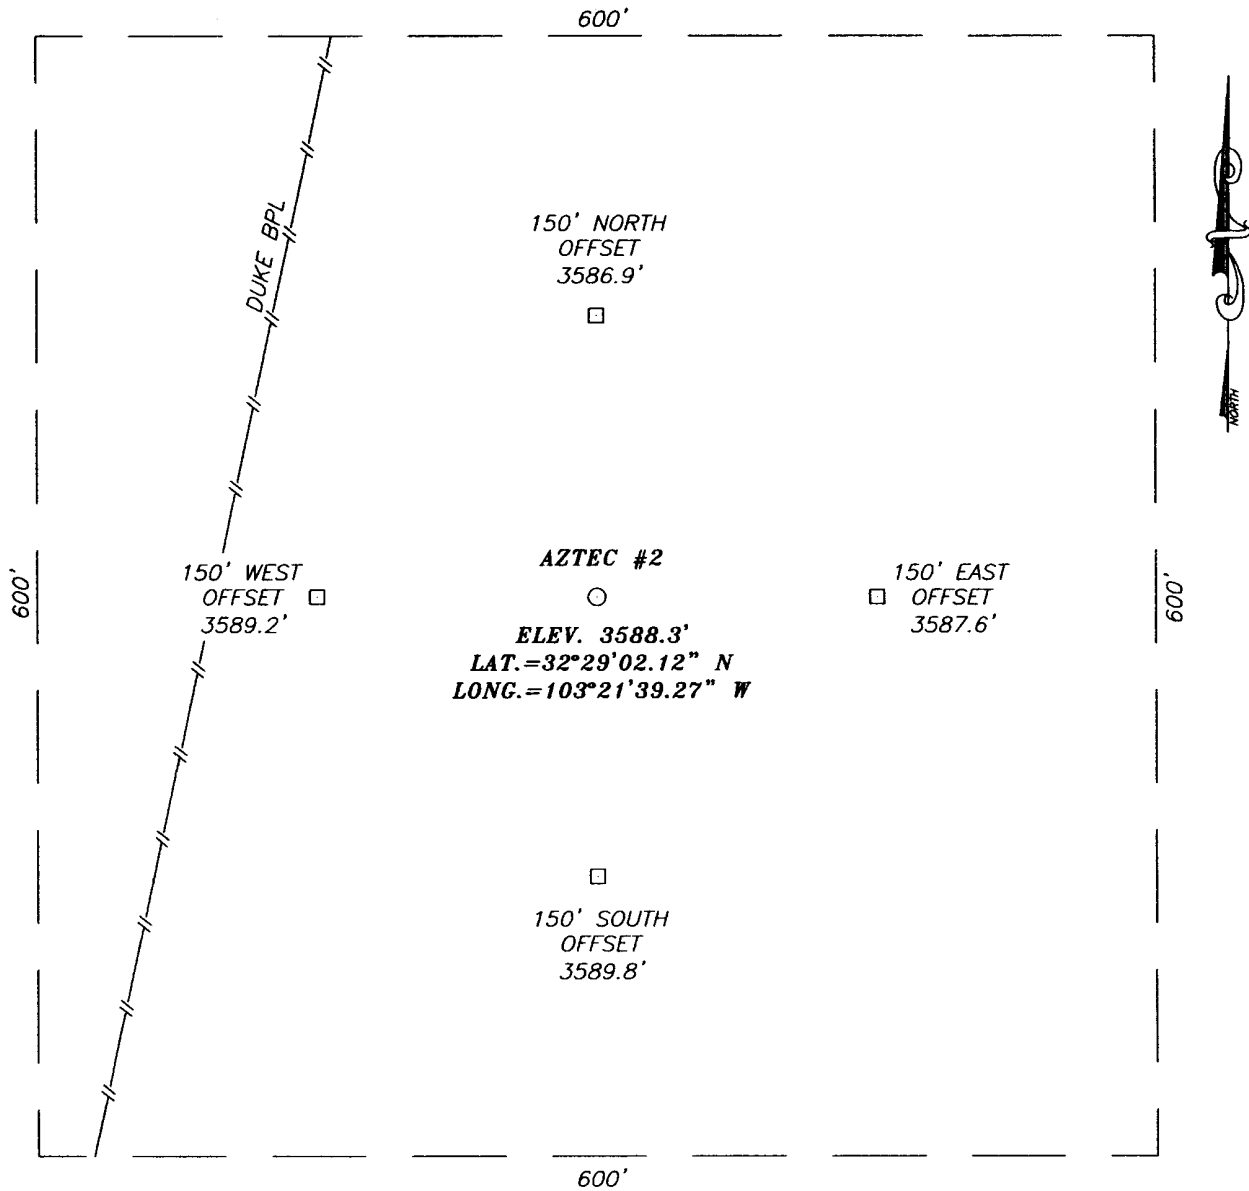 600'
DUKE BPL
150' NORTH
OFFSET
3586.9'
NORTH
AZTEC #2
600'
150' WEST
OFFSET
3589.2'
150' EAST
OFFSET
3587.6'
600'
ELEV. 3588.3'
LAT.=32°29'02.12" N
LONG.=103°21'39.27" W
150' SOUTH
OFFSET
3589.8'
600'